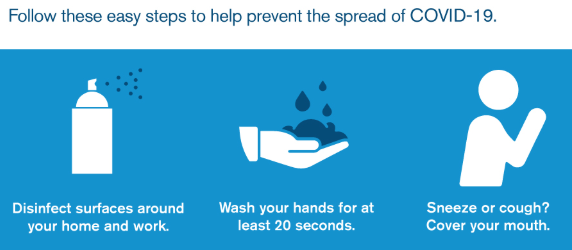 Follow these easy steps to help prevent the spread of COVID-19.
Disinfect surfaces around
your home and work.
Wash your hands for at
least 20 seconds.
Sneeze or cough?
Cover your mouth.